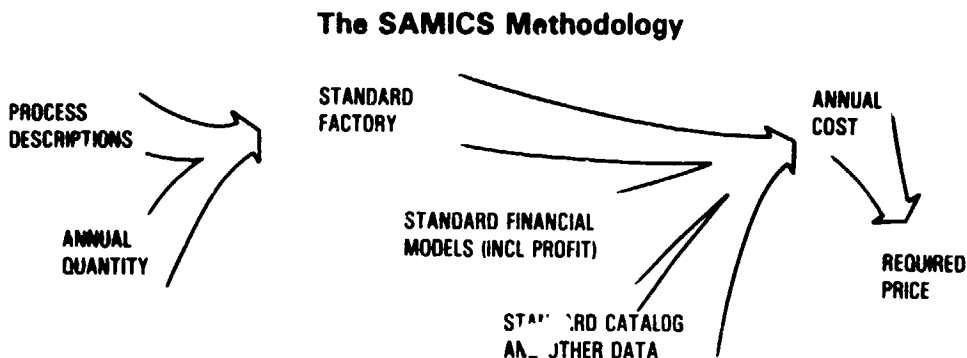 The SAMICS Methodology
PROCESS
DESCRIPTIONS
ANNUAL
QUANTITY
STANDARD
FACTORY
STANDARD FINANCIAL
MODELS (INCL PROFIT)
CATALOG
DATA
ANNUAL
COST
REQUIRED
PRICE